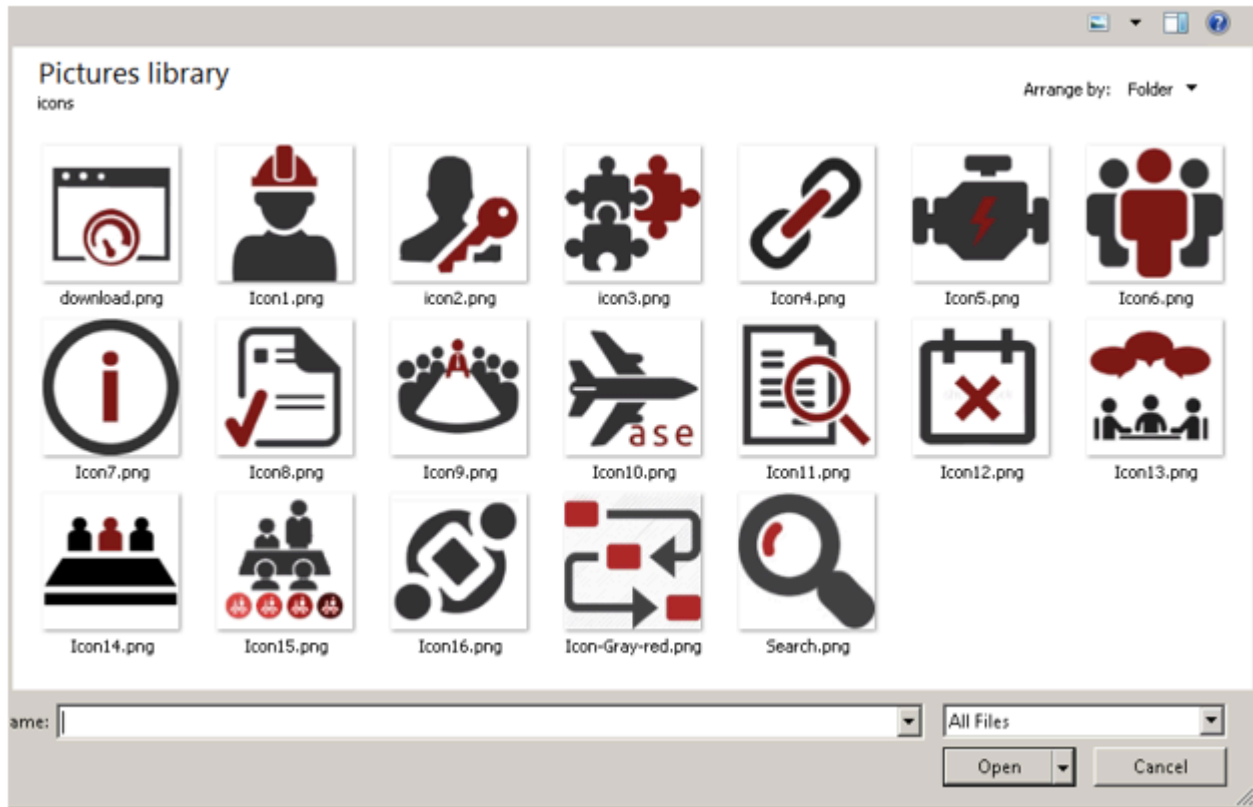 Pictures library
icons
Arrange by: Folder
download.png Icon1.png icon2.png icon3.png Icon4.png Icon5.png Icon6.png
ase
Icon7.png Icon8.png Icon9.png Icon10.png Icon11.png Icon12.png Icon13.png
Icon14.png Icon15.png Icon16.png Icon-Gray-red.png Search.png
ame: All Files
Open Cancel